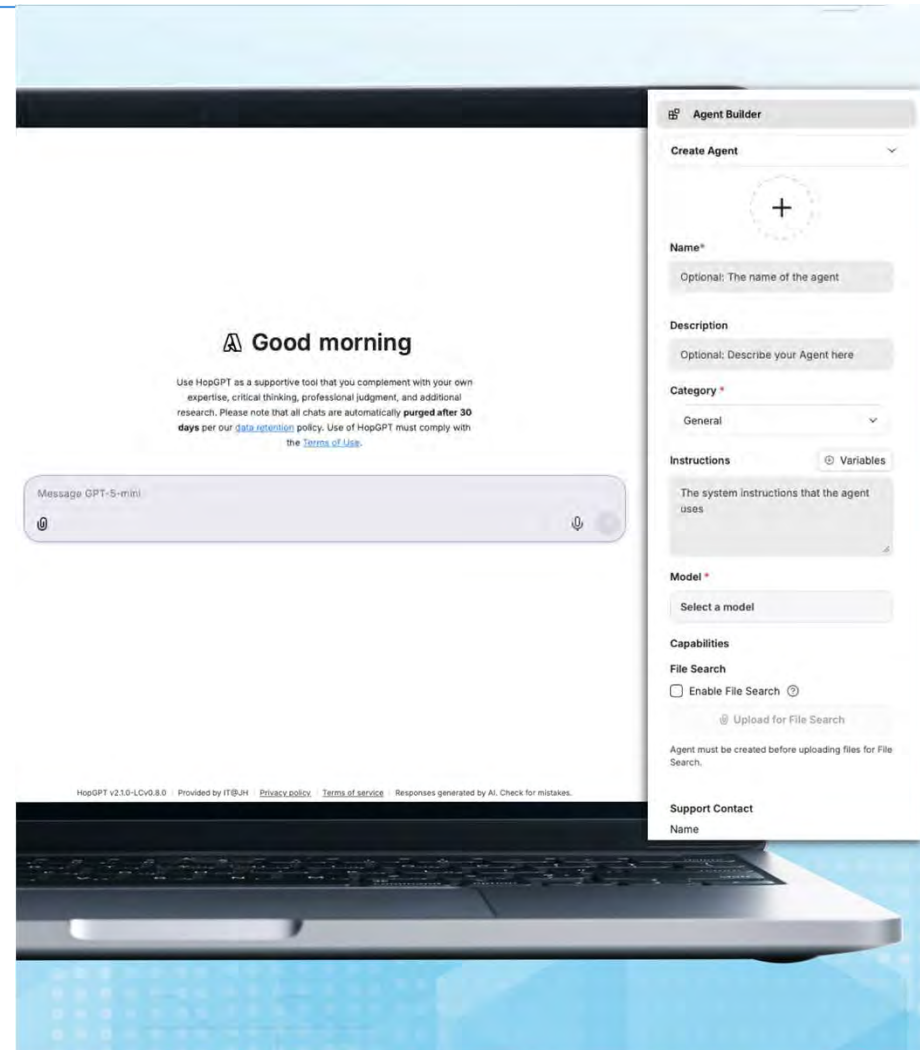 Good morning
Use HopGPT as a supportive tool that you complement with your own
expertise, critical thinking, professional judgment, and additional
research. Please note that all chats are automatically purged after 30
days per our data retention policy. Use of HopGPT must comply with
the Terms of Use.
Message GPT-5-mini
HopGPT v2.1.0-LCv0.8.0 | Provided by IT@JH | Privacy policy | Terms of service | Responses generated by AI. Check for mistakes.
Agent Builder
Create Agent
Name*
Optional: The name of the agent
Description
Optional: Describe your Agent here
Category *
General
Instructions
Variables
The system instructions that the agent
uses
Model *
Select a model
Capabilities
File Search
Enable File Search
Upload for File Search
Agent must be created before uploading files for File
Search.
Support Contact
Name